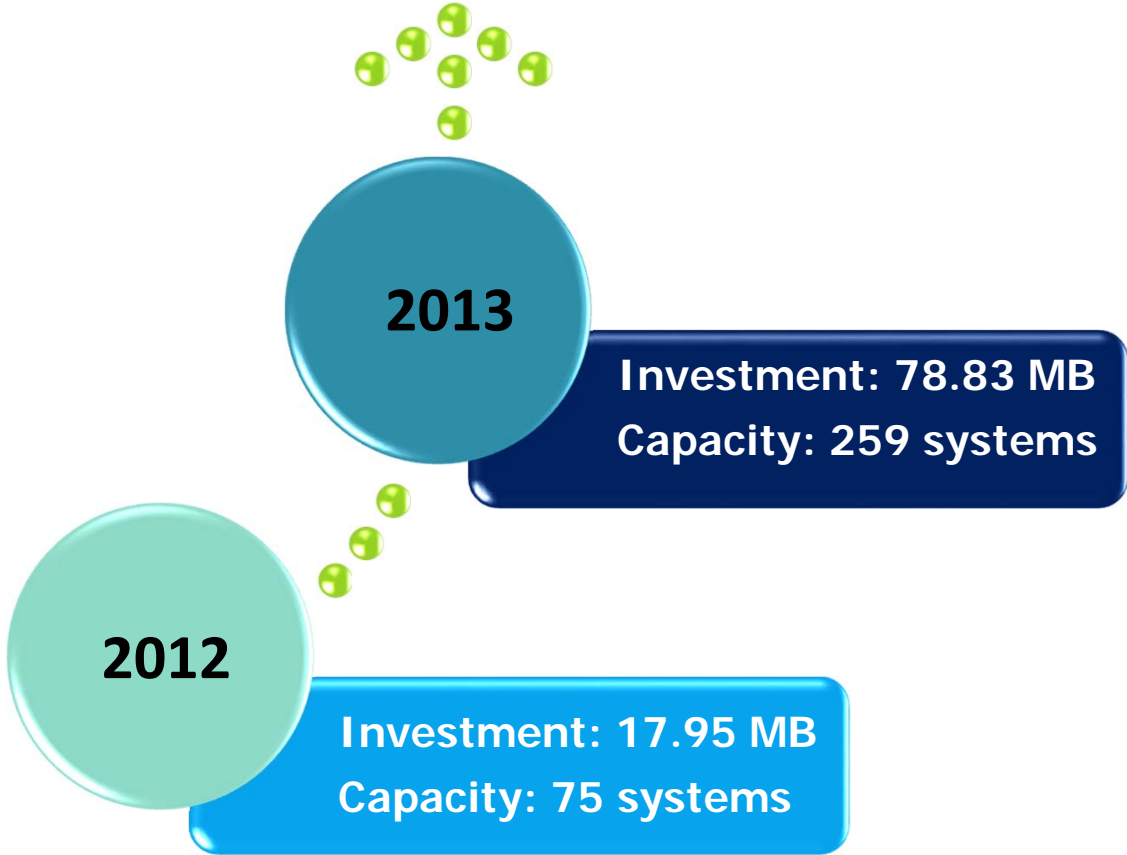 2013
Investment: 78.83 MB
Capacity: 259 systems
2012
Investment: 17.95 MB
Capacity: 75 systems